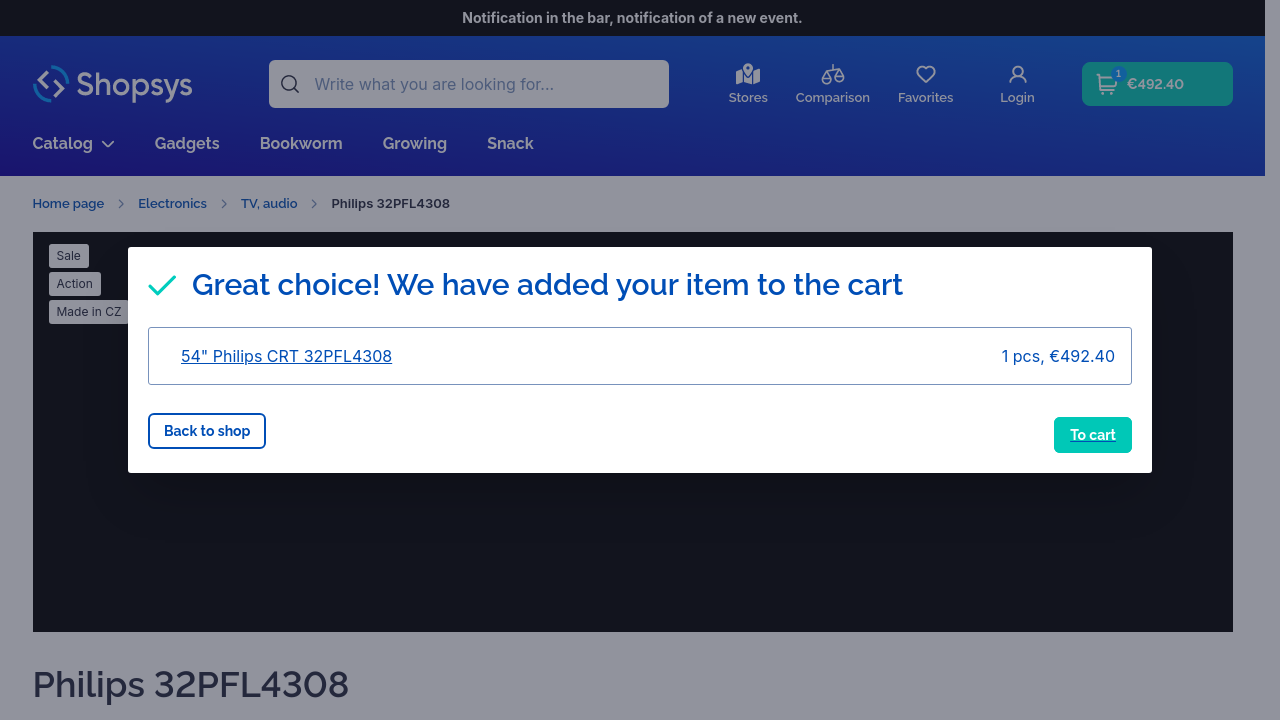 Notification in the bar, notification of a new event.
Shopsys
Write what you are looking for...
Stores
Comparison
Favorites
Login
1
€492.40
Catalog
Gadgets
Bookworm
Growing
Snack
Home page
Electronics
TV, audio
Philips 32PFL4308
Sale
Action
Made in CZ
Great choice! We have added your item to the cart
54" Philips CRT 32PFL4308
1 pcs, €492.40
Back to shop
To cart
Philips 32PFL4308